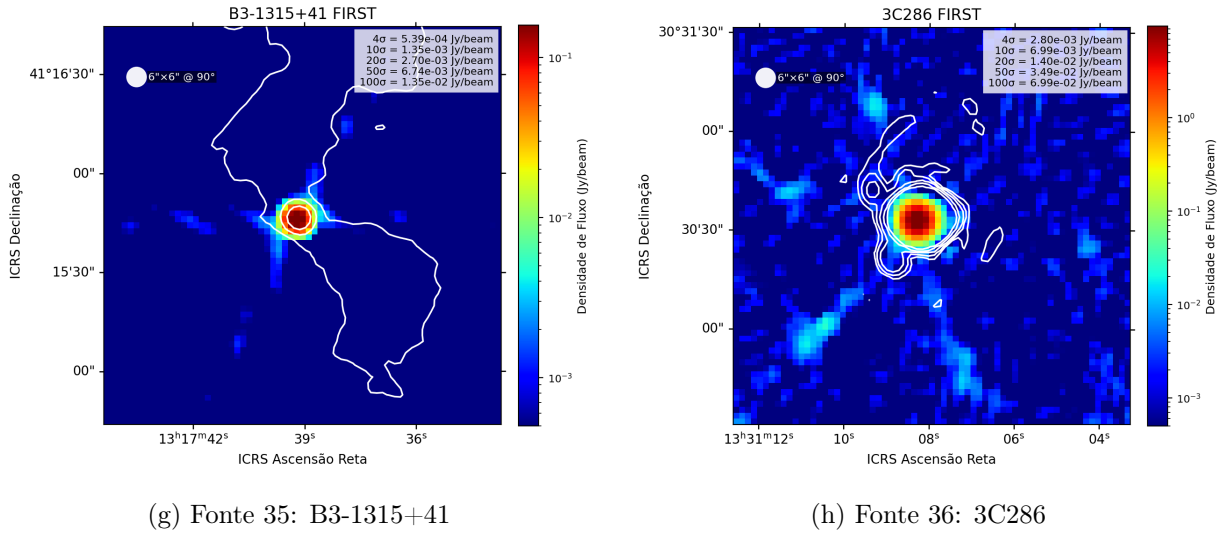 B3-1315+41 FIRST
4σ = 5.39e-04 Jy/beam
10σ = 1.35e-03 Jy/beam
20σ = 2.70e-03 Jy/beam
50σ = 6.74e-03 Jy/beam
100σ = 1.35e-02 Jy/beam
6"×6" @ 90°
41°16'30"
00"
15'30"
00"
ICRS Declinação
13ʰ17ᵐ42ˢ
39ˢ
36ˢ
ICRS Ascensão Reta
10⁻¹
10⁻²
10⁻³
Densidade de Fluxo (Jy/beam)
(g) Fonte 35: B3-1315+41
3C286 FIRST
4σ = 2.80e-03 Jy/beam
10σ = 6.99e-03 Jy/beam
20σ = 1.40e-02 Jy/beam
50σ = 3.49e-02 Jy/beam
100σ = 6.99e-02 Jy/beam
6"×6" @ 90°
30°31'30"
00"
30'30"
00"
ICRS Declinação
13ʰ31ᵐ12ˢ
10ˢ
08ˢ
06ˢ
04ˢ
ICRS Ascensão Reta
10⁰
10⁻¹
10⁻²
10⁻³
Densidade de Fluxo (Jy/beam)
(h) Fonte 36: 3C286